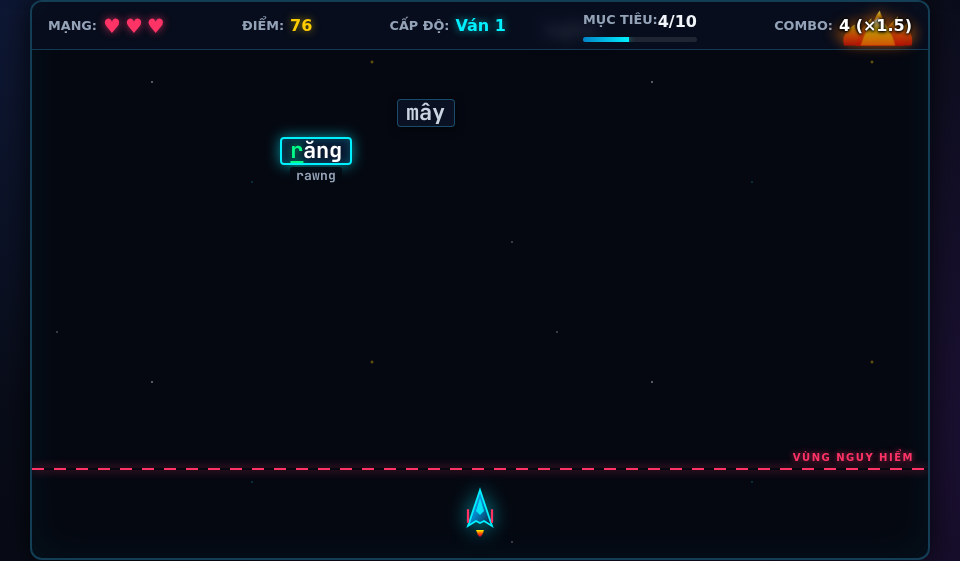 MẠNG: ♥ ♥ ♥ ĐIỂM: 76 CẤP ĐỘ: Ván 1 MỤC TIÊU: 4/10 COMBO: 4 (×1.5)
mây
răng
rawng
VÙNG NGUY HIỂM